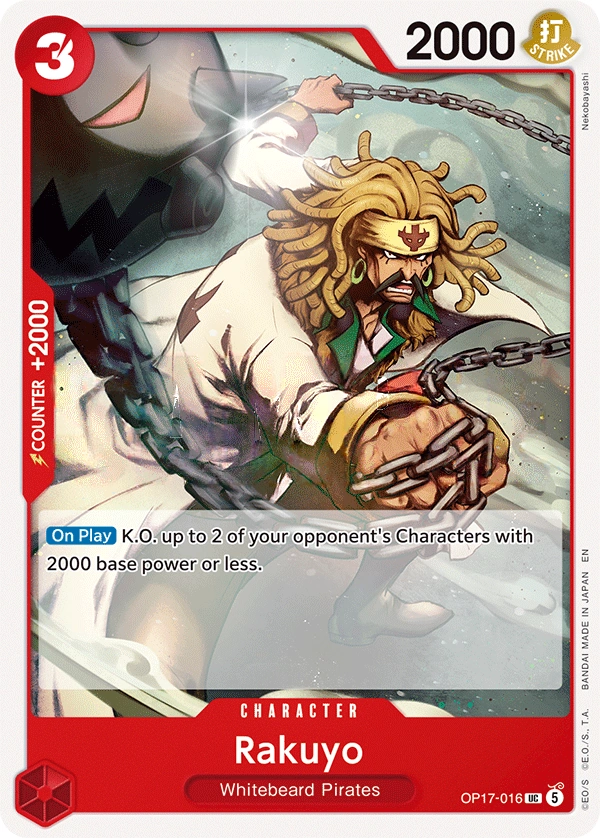 3
2000
打
STRIKE
Nekobayashi
COUNTER +2000
On Play K.O. up to 2 of your opponent's Characters with
2000 base power or less.
CHARACTER
Rakuyo
Whitebeard Pirates
OP17-016 UC 5
©E.O./S ©E.O./S., T.A. BANDAI MADE IN JAPAN EN